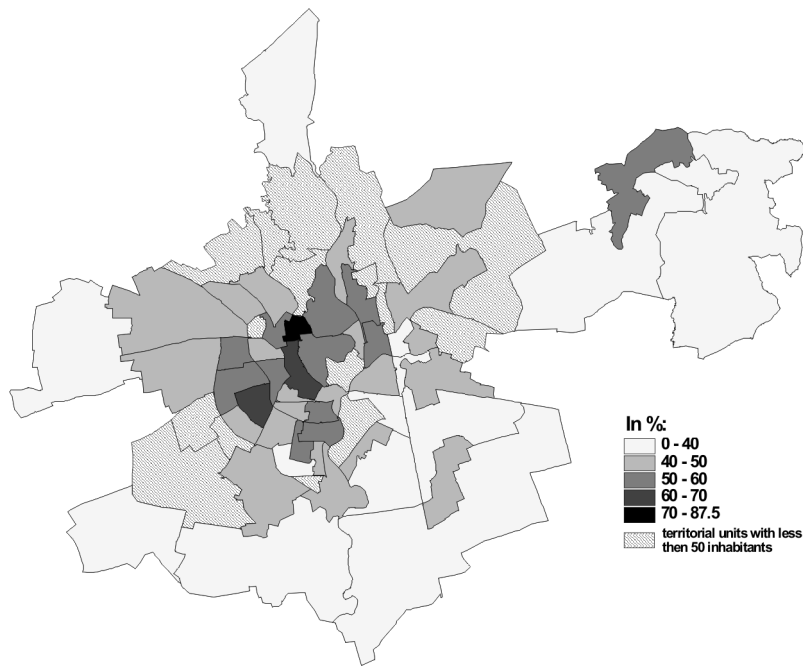 In %:
0 - 40
40 - 50
50 - 60
60 - 70
70 - 87.5
territorial units with less
then 50 inhabitants